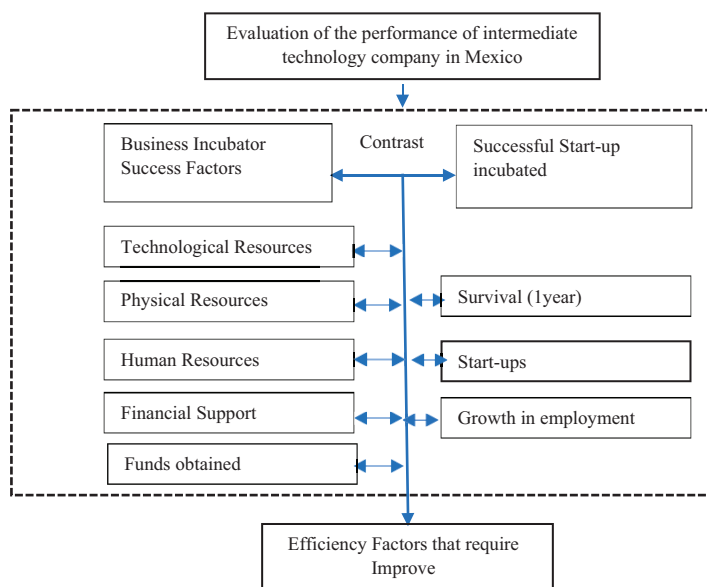 Evaluation of the performance of intermediate
technology company in Mexico
Business Incubator
Success Factors
Contrast
Successful Start-up
incubated
Technological Resources
Physical Resources
Survival (1year)
Human Resources
Start-ups
Financial Support
Growth in employment
Funds obtained
Efficiency Factors that require
Improve